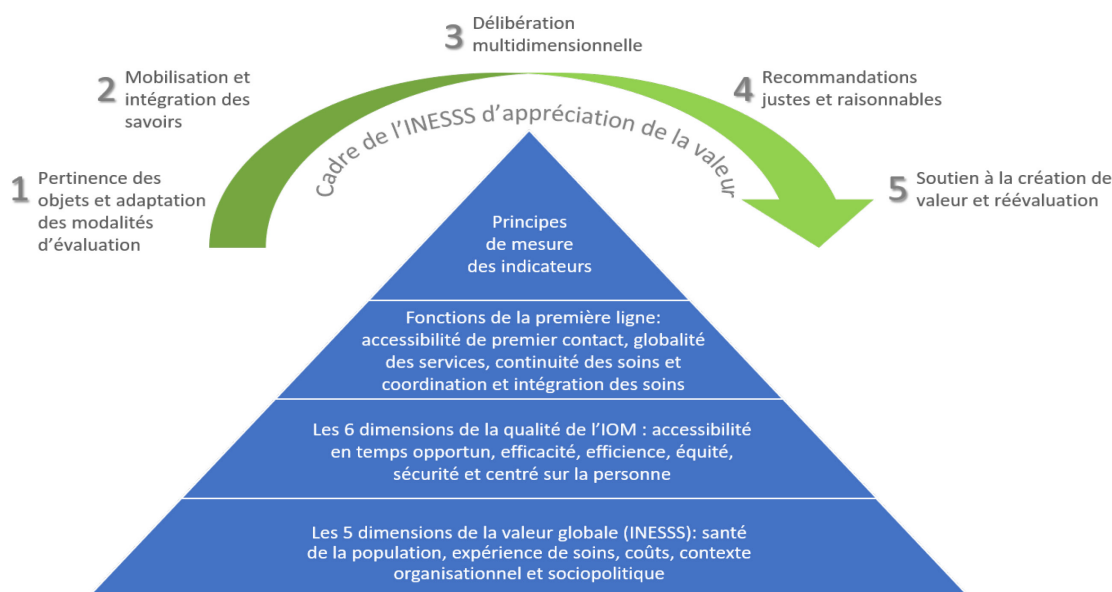 3 Délibération
multidimensionnelle
2 Mobilisation et
intégration des
savoirs
4 Recommandations
justes et raisonnables
Cadre de l’INESSS d’appréciation de la valeur
1 Pertinence des
objets et adaptation
des modalités
d’évaluation
5 Soutien à la création de
valeur et réévaluation
Principes
de mesure
des indicateurs
Fonctions de la première ligne:
accessibilité de premier contact, globalité
des services, continuité des soins et
coordination et intégration des soins
Les 6 dimensions de la qualité de l’IOM : accessibilité
en temps opportun, efficacité, efficience, équité,
sécurité et centré sur la personne
Les 5 dimensions de la valeur globale (INESSS): santé
de la population, expérience de soins, coûts, contexte
organisationnel et sociopolitique